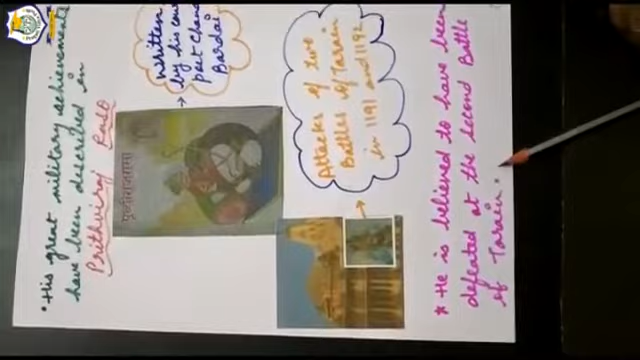 • His great military achievements
have been described in
Prithviraj Raso
Written
by his court
poet Chand
Bardai
पृथ्वीराज रासो
Attacks of two
Battles of Tarain
in 1191 and 1192
* He is believed to have been
defeated at the second Battle
of Tarain.